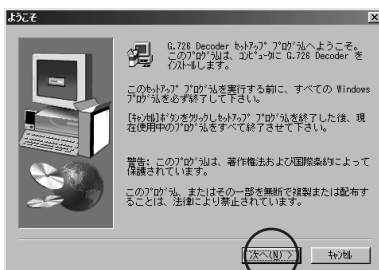 ようこそ
G.726 Decoder ｾｯﾄｱｯﾌﾟ ﾌﾟﾛｸﾞﾗﾑへようこそ。
このﾌﾟﾛｸﾞﾗﾑは、ｺﾝﾋﾟｭｰﾀに G.726 Decoder を
ｲﾝｽﾄｰﾙします。
このｾｯﾄｱｯﾌﾟ ﾌﾟﾛｸﾞﾗﾑを実行する前に、すべての Windows
ﾌﾟﾛｸﾞﾗﾑを必ず終了して下さい。
[ｷｬﾝｾﾙ]ﾎﾞﾀﾝをｸﾘｯｸしｾｯﾄｱｯﾌﾟ ﾌﾟﾛｸﾞﾗﾑを終了した後、現
在使用中のﾌﾟﾛｸﾞﾗﾑをすべて終了させて下さい。
警告: このﾌﾟﾛｸﾞﾗﾑは、著作権法および国際条約によって
保護されています。
このﾌﾟﾛｸﾞﾗﾑ、またはその一部を無断で複製または配布す
ることは、法律により禁止されています。
次へ(N) >
ｷｬﾝｾﾙ